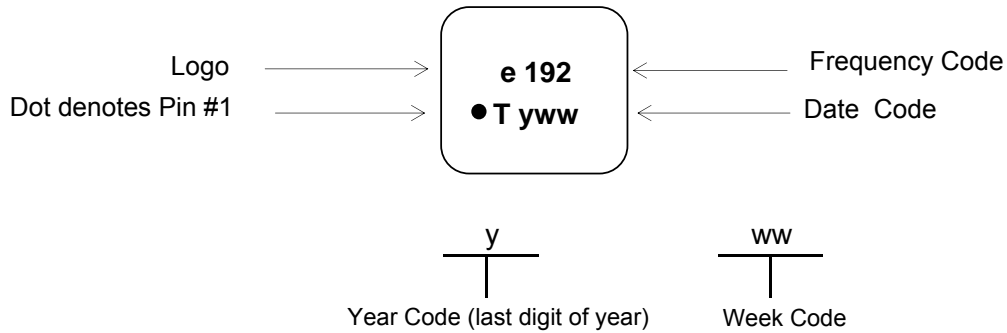 Logo
e 192
Frequency Code
Dot denotes Pin #1
● T yww
Date Code
y
ww
Year Code (last digit of year)
Week Code